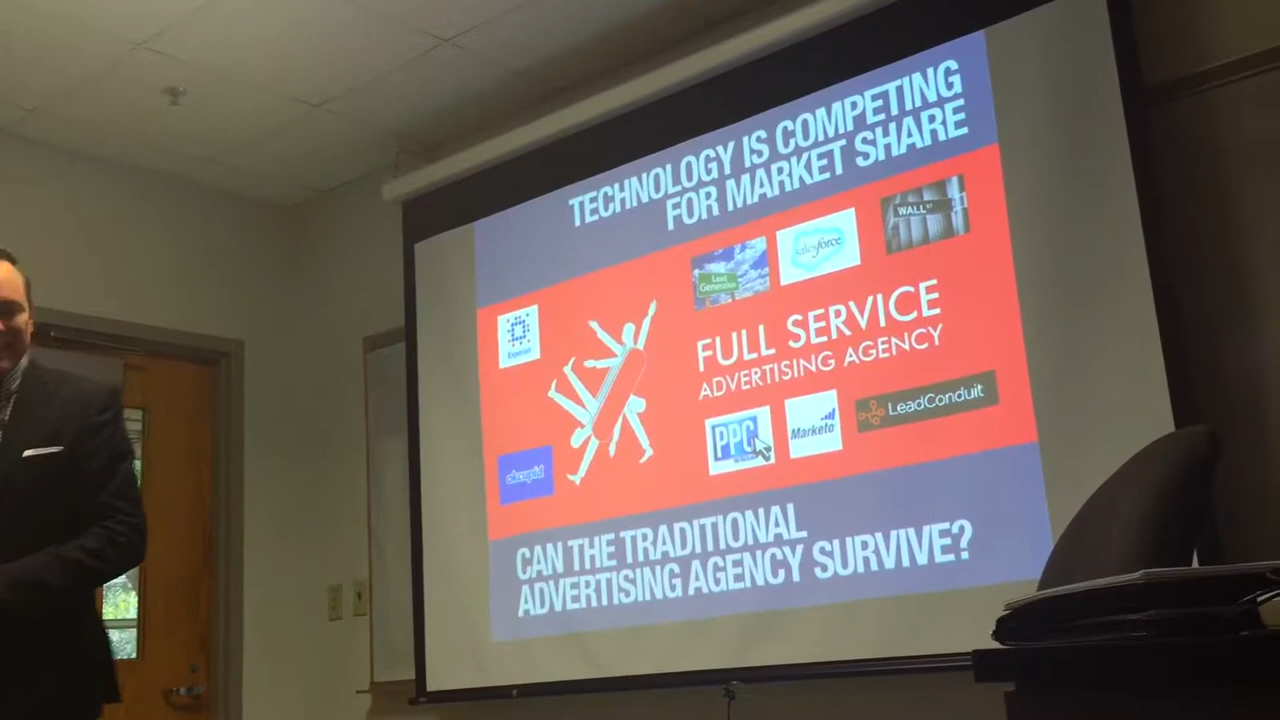 TECHNOLOGY IS COMPETING
FOR MARKET SHARE
WALL ST
salesforce
Lead
Generation
Experian
FULL SERVICE
ADVERTISING AGENCY
LeadConduit
Marketo
PPC
okcupid
CAN THE TRADITIONAL
ADVERTISING AGENCY SURVIVE?